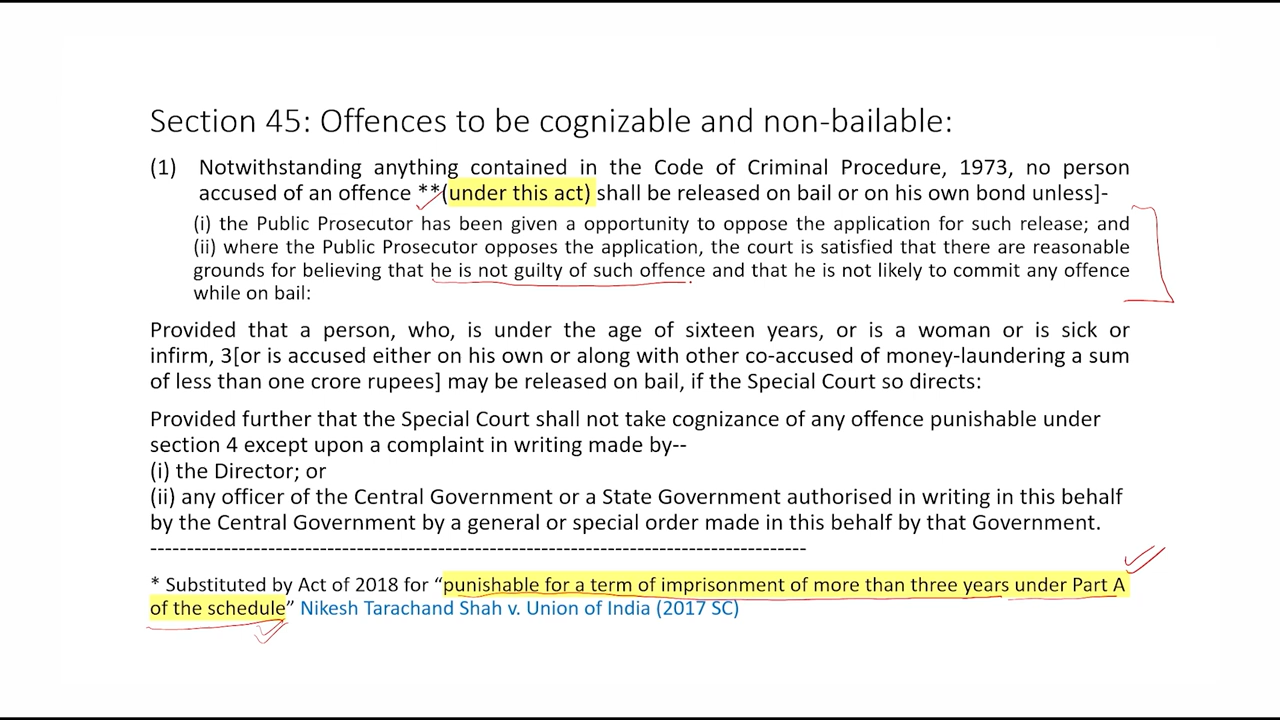 Section 45: Offences to be cognizable and non-bailable:
(1) Notwithstanding anything contained in the Code of Criminal Procedure, 1973, no person
accused of an offence **(under this act) shall be released on bail or on his own bond unless]-
(i) the Public Prosecutor has been given a opportunity to oppose the application for such release; and
(ii) where the Public Prosecutor opposes the application, the court is satisfied that there are reasonable
grounds for believing that he is not guilty of such offence and that he is not likely to commit any offence
while on bail:
Provided that a person, who, is under the age of sixteen years, or is a woman or is sick or
infirm, 3[or is accused either on his own or along with other co-accused of money-laundering a sum
of less than one crore rupees] may be released on bail, if the Special Court so directs:
Provided further that the Special Court shall not take cognizance of any offence punishable under
section 4 except upon a complaint in writing made by--
(i) the Director; or
(ii) any officer of the Central Government or a State Government authorised in writing in this behalf
by the Central Government by a general or special order made in this behalf by that Government.
----------------------------------------------------------------------------------------
* Substituted by Act of 2018 for “punishable for a term of imprisonment of more than three years under Part A
of the schedule” Nikesh Tarachand Shah v. Union of India (2017 SC)